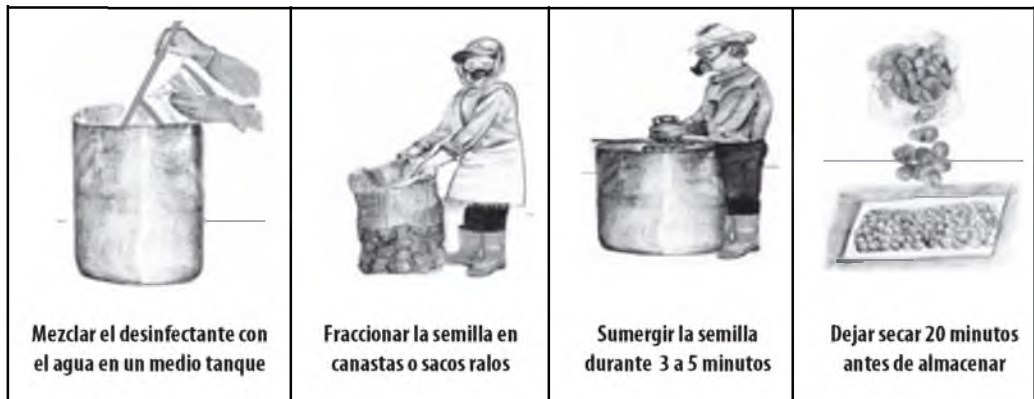 Mezclar el desinfectante con
el agua en un medio tanque
Fraccionar la semilla en
canastas o sacos ralos
Sumergir la semilla
durante 3 a 5 minutos
Dejar secar 20 minutos
antes de almacenar